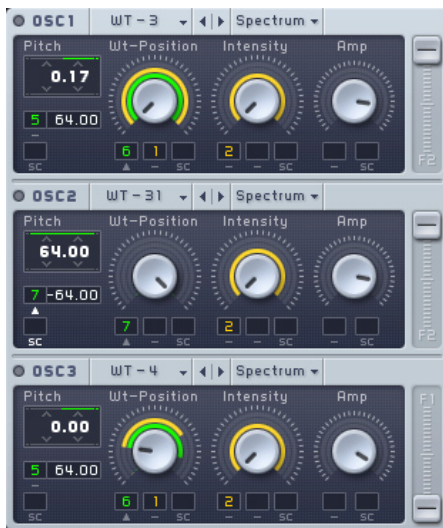 OSC1 WT-3 Spectrum
Pitch Wt-Position Intensity Amp
0.17
5 64.00
6 1 2
SC SC SC F2
OSC2 WT-31 Spectrum
Pitch Wt-Position Intensity Amp
64.00
7 -64.00
7 2
SC SC SC F2
OSC3 WT-4 Spectrum
Pitch Wt-Position Intensity Amp
F1
0.00
5 64.00
6 1 2
SC SC SC